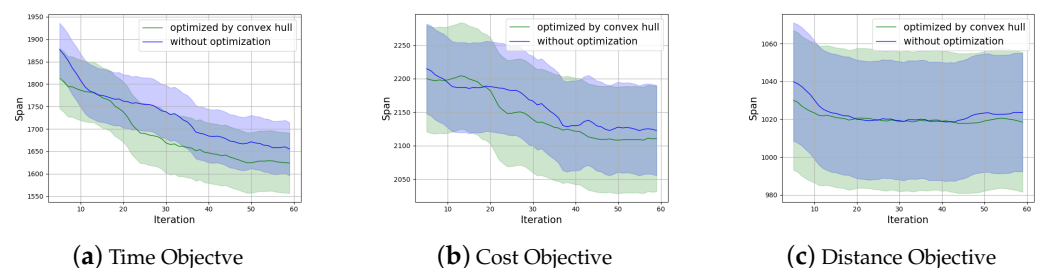 1950
1900
1850
1800
1750
1700
1650
1600
1550
Span
10 20 30 40 50 60
Iteration
optimized by convex hull
without optimization
(a) Time Objectve
2250
2200
2150
2100
2050
Span
10 20 30 40 50 60
Iteration
optimized by convex hull
without optimization
(b) Cost Objective
1060
1040
1020
1000
980
Span
10 20 30 40 50 60
Iteration
optimized by convex hull
without optimization
(c) Distance Objective